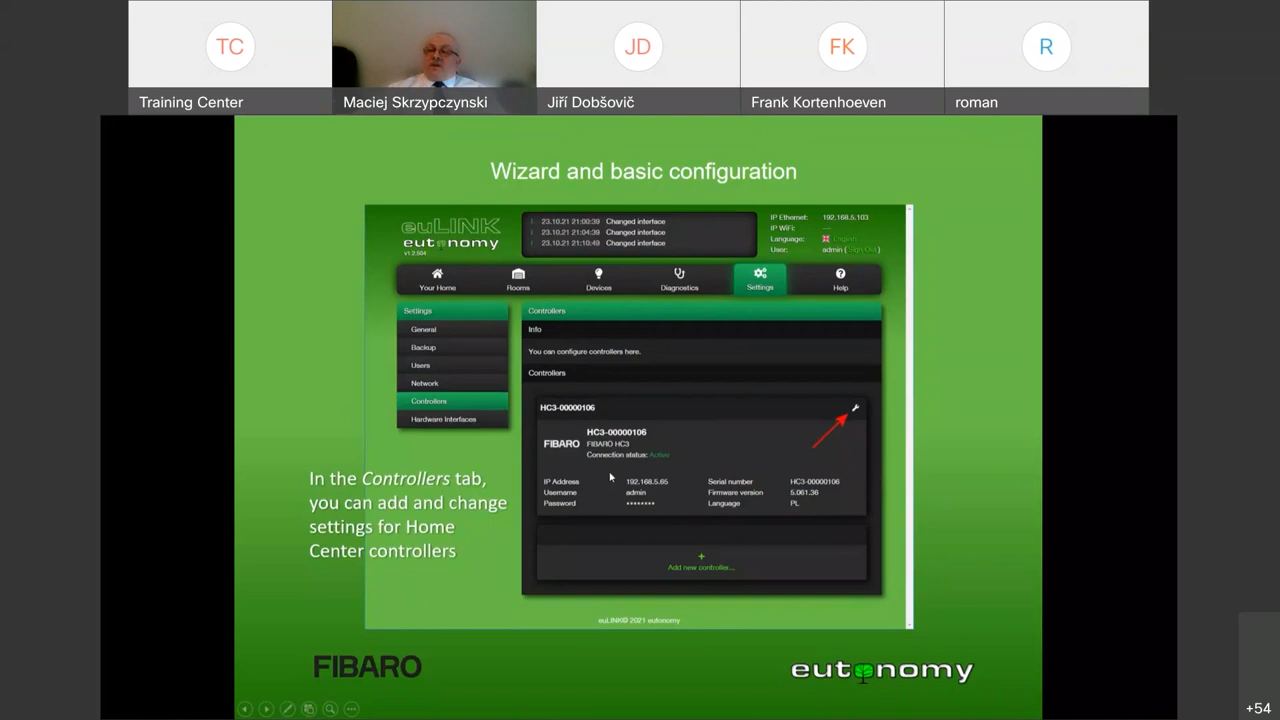 TC
JD
FK
R
Training Center
Maciej Skrzypczynski
Jiří Dobšovič
Frank Kortenhoeven
roman
Wizard and basic configuration
euLINK
eutonomy
v1.2.504
23.10.21 21:00:39 Changed interface
23.10.21 21:04:39 Changed interface
23.10.21 21:10:49 Changed interface
IP Ethernet: 192.168.5.103
IP WiFi: ---
Language: English
User: admin (Sign Out)
Your Home
Rooms
Devices
Diagnostics
Settings
Help
Settings
General
Backup
Users
Network
Controllers
Hardware Interfaces
Controllers
Info
You can configure controllers here.
Controllers
HC3-00000106
FIBARO
HC3-00000106
FIBARO HC3
Connection status: Active
IP Address 192.168.5.65
Username admin
Password ********
Serial number HC3-00000106
Firmware version 5.061.36
Language PL
+
Add new controller...
euLINK© 2021 eutonomy
In the Controllers tab,
you can add and change
settings for Home
Center controllers
FIBARO
eutonomy
+54